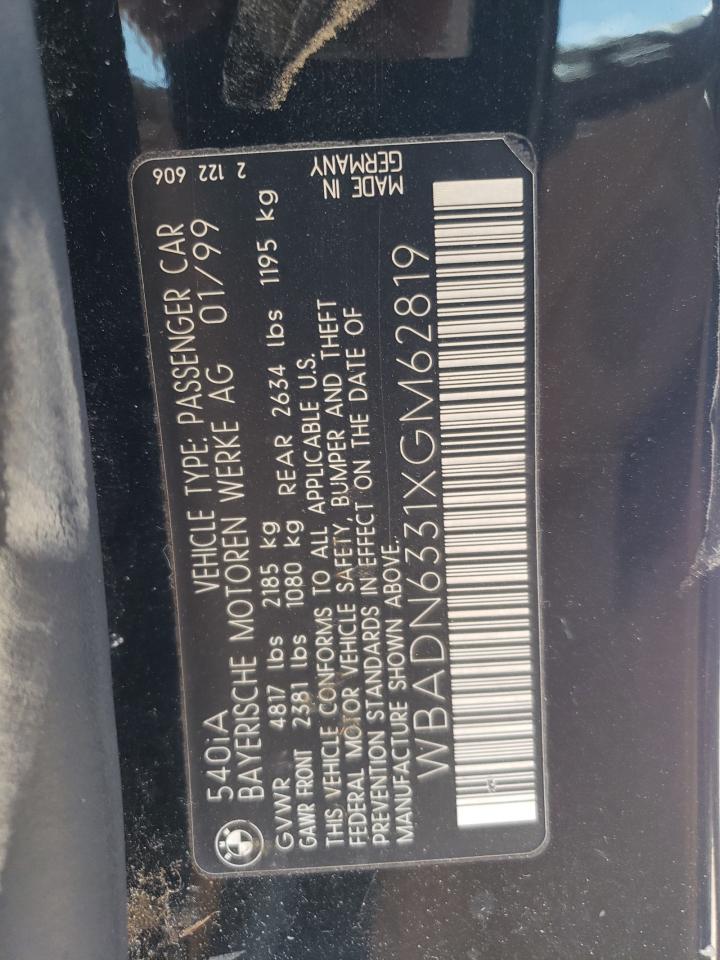 540iA VEHICLE TYPE: PASSENGER CAR 2 122 606
BAYERISCHE MOTOREN WERKE AG 01/99
GVWR 4817 lbs 2185 kg
GAWR FRONT 2381 lbs 1080 kg REAR 2634 lbs 1195 kg
THIS VEHICLE CONFORMS TO ALL APPLICABLE U.S.
FEDERAL MOTOR VEHICLE SAFETY, BUMPER AND THEFT
PREVENTION STANDARDS IN EFFECT ON THE DATE OF
MANUFACTURE SHOWN ABOVE.
MADE IN
GERMANY
WBADN6331XGM62819